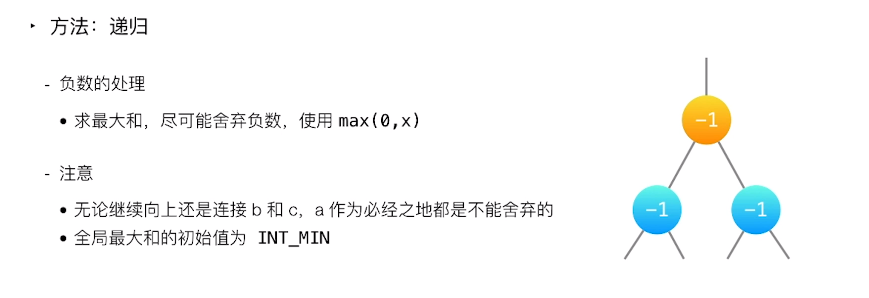 ‣ 方法：递归
- 负数的处理
• 求最大和，尽可能舍弃负数，使用 max(0,x)
- 注意
• 无论继续向上还是连接 b 和 c，a 作为必经之地都是不能舍弃的
• 全局最大和的初始值为 INT_MIN
-1
-1
-1